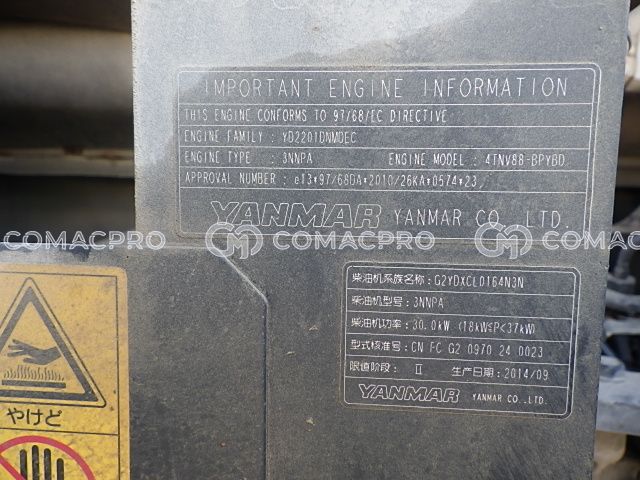 IMPORTANT ENGINE INFORMATION
THIS ENGINE CONFORMS TO 97/68/EC DIRECTIVE
ENGINE FAMILY : YD2201DNMDEC
ENGINE TYPE : 3NNPA ENGINE MODEL : 4TNV88-BPYBD
APPROVAL NUMBER : e13*97/68DA*2010/26KA*0574*23
YANMAR YANMAR CO., LTD.
COMACPRO COMACPRO COMACPRO
柴油机系族名称: G2YDXCL0164N3N
柴油机型号: 3NNPA
柴油机功率: 30.0kW (18kW≤P<37kW)
型式核准号: CN FC G2 0970 24 0023
限值阶段: II 生产日期: 2014/09
YANMAR YANMAR CO.,LTD.
やけど